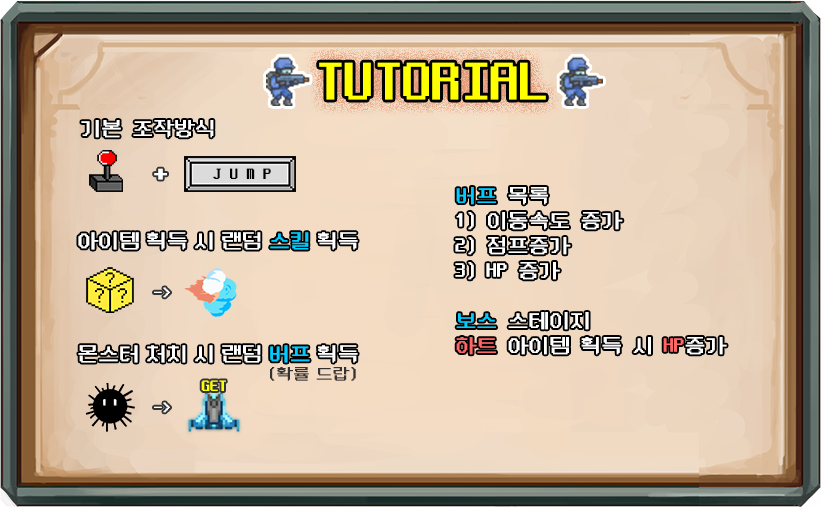 TUTORIAL
기본 조작방식
+ JUMP
아이템 획득 시 랜덤 스킬 획득
? ? ?
몬스터 처치 시 랜덤 버프 획득
(확률 드랍)
GET
버프 목록
1) 이동속도 증가
2) 점프증가
3) HP 증가
보스 스테이지
하트 아이템 획득 시 HP증가